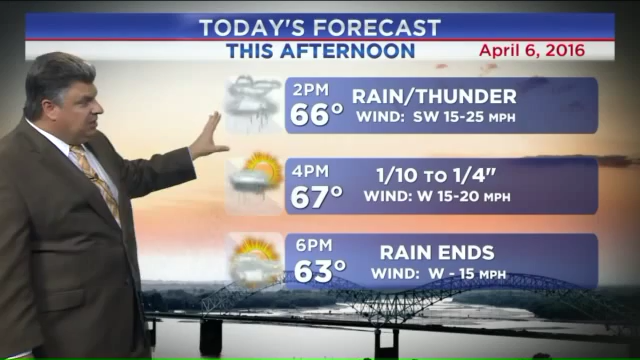 TODAY'S FORECAST
THIS AFTERNOON
April 6, 2016
2PM
66°
RAIN/THUNDER
WIND: SW 15-25 MPH
4PM
67°
1/10 TO 1/4"
WIND: W 15-20 MPH
6PM
63°
RAIN ENDS
WIND: W - 15 MPH